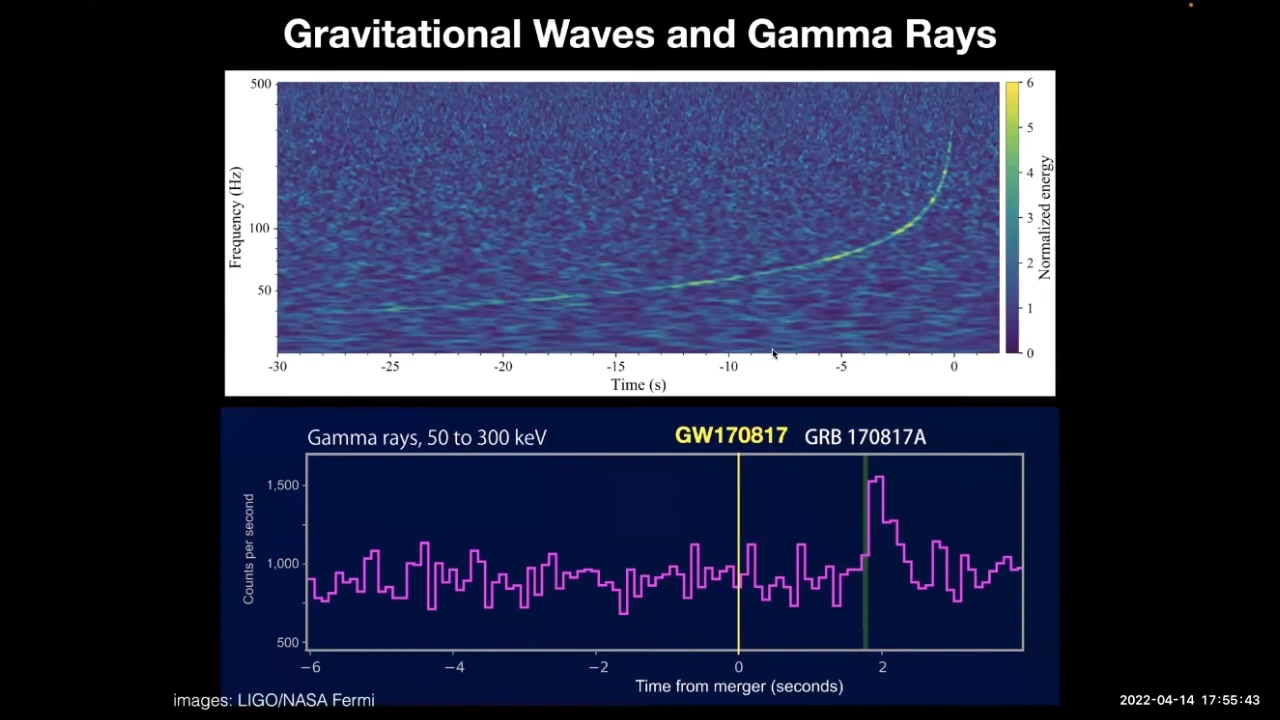 Gravitational Waves and Gamma Rays
500
100
50
Frequency (Hz)
-30 -25 -20 -15 -10 -5 0
Time (s)
6
5
4
3
2
1
0
Normalized energy
Gamma rays, 50 to 300 keV
GW170817 GRB 170817A
1,500
1,000
500
Counts per second
−6 −4 −2 0 2
Time from merger (seconds)
images: LIGO/NASA Fermi
2022-04-14 17:55:43